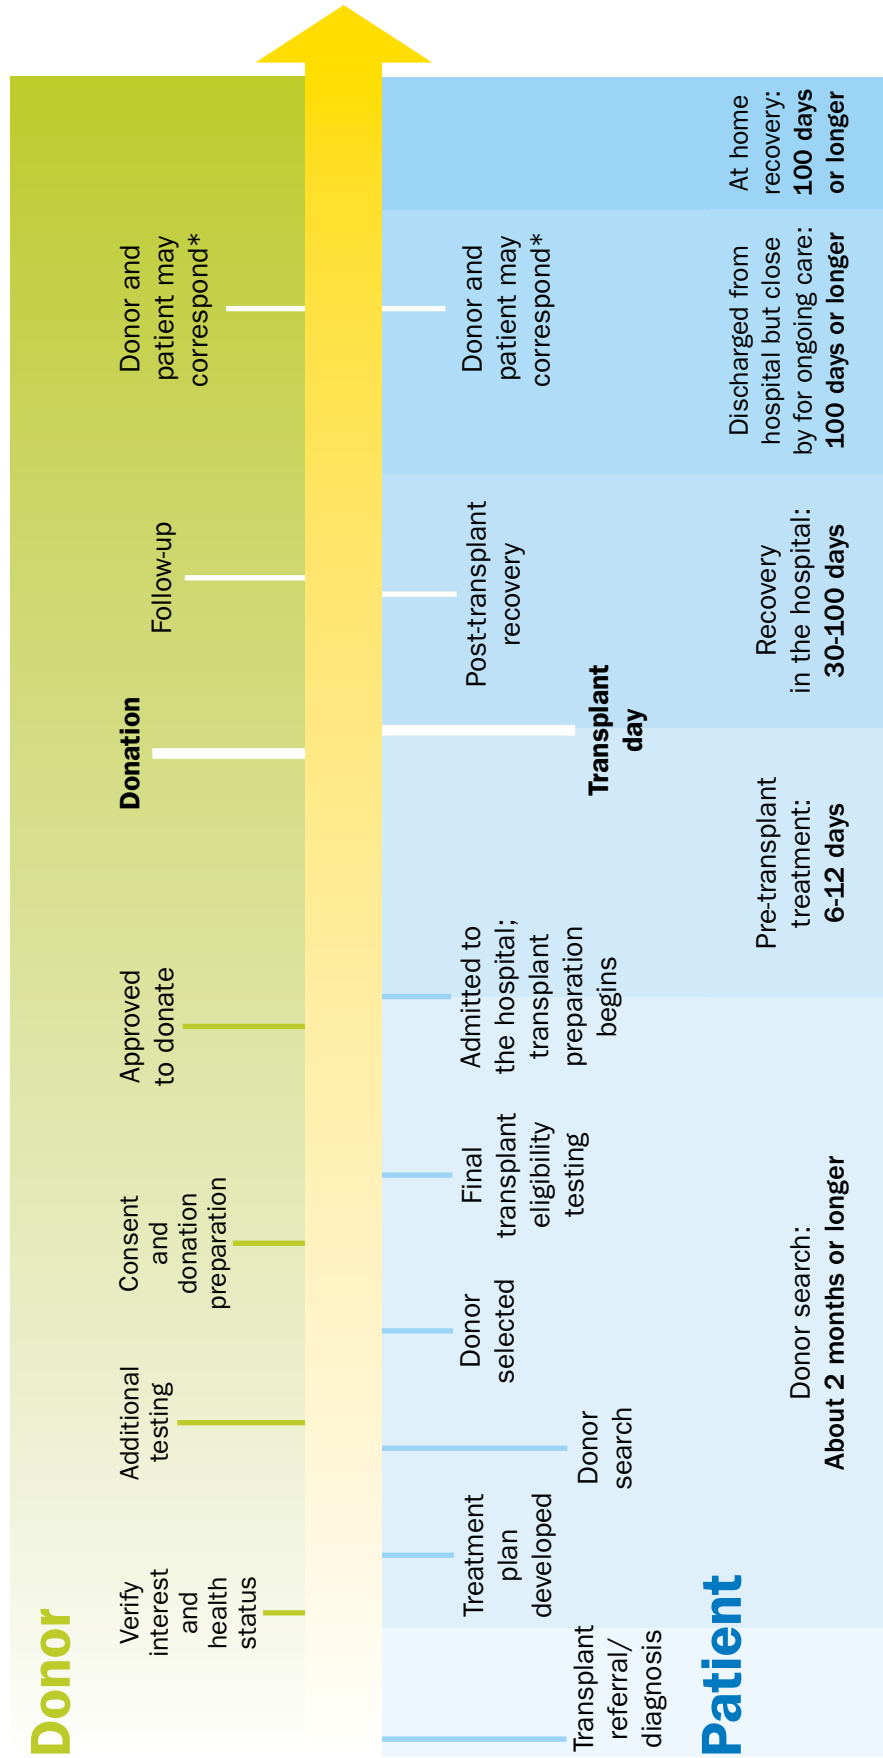 Donor
Verify
interest
and
health
status
Additional
testing
Consent
and
donation
preparation
Approved
to donate
Donation
Follow-up
Donor and
patient may
correspond*
Transplant
referral/
diagnosis
Treatment
plan
developed
Donor
search
Donor
selected
Final
transplant
eligibility
testing
Admitted to
the hospital;
transplant
preparation
begins
Transplant
day
Post-transplant
recovery
Donor and
patient may
correspond*
Patient
Donor search:
About 2 months or longer
Pre-transplant
treatment:
6-12 days
Recovery
in the hospital:
30-100 days
Discharged from
hospital but close
by for ongoing care:
100 days or longer
At home
recovery:
100 days
or longer